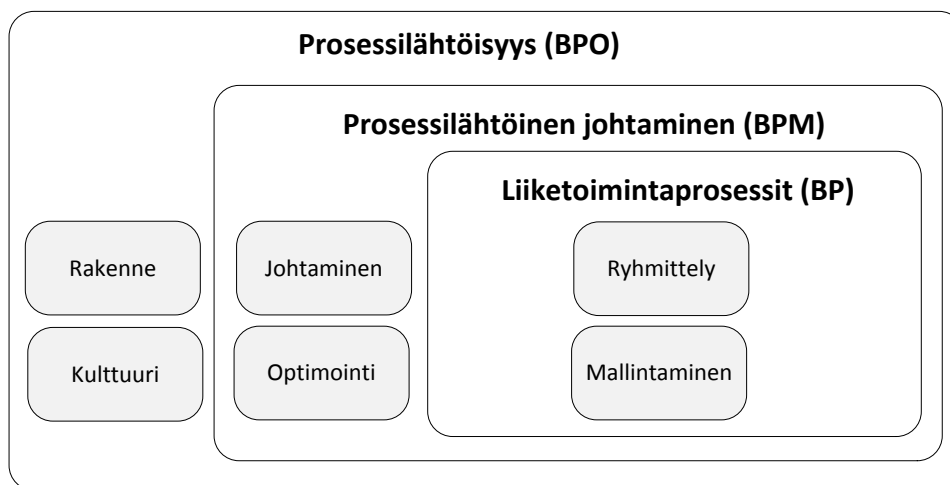 Prosessilähtöisyys (BPO)
Prosessilähtöinen johtaminen (BPM)
Liiketoimintaprosessit (BP)
Rakenne
Johtaminen
Ryhmittely
Kulttuuri
Optimointi
Mallintaminen